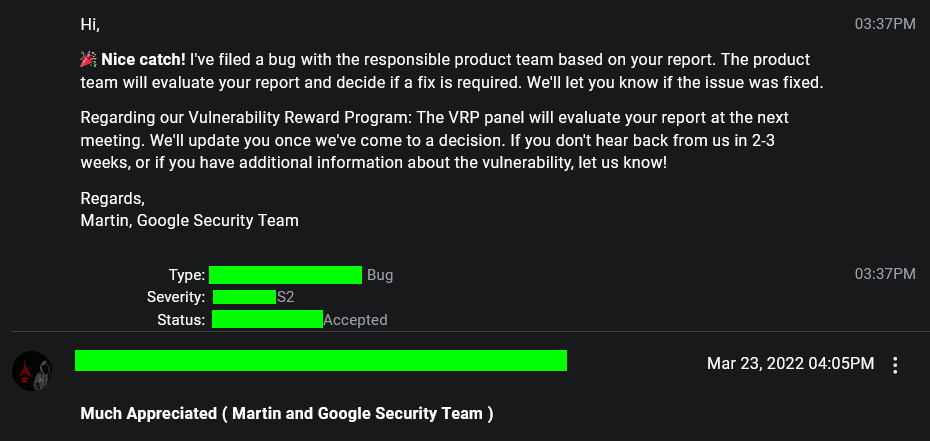 Hi,
03:37PM
🎉 Nice catch! I've filed a bug with the responsible product team based on your report. The product
team will evaluate your report and decide if a fix is required. We'll let you know if the issue was fixed.
Regarding our Vulnerability Reward Program: The VRP panel will evaluate your report at the next
meeting. We'll update you once we've come to a decision. If you don't hear back from us in 2-3
weeks, or if you have additional information about the vulnerability, let us know!
Regards,
Martin, Google Security Team
Type: Bug
03:37PM
Severity: S2
Status: Accepted
Mar 23, 2022 04:05PM
Much Appreciated ( Martin and Google Security Team )